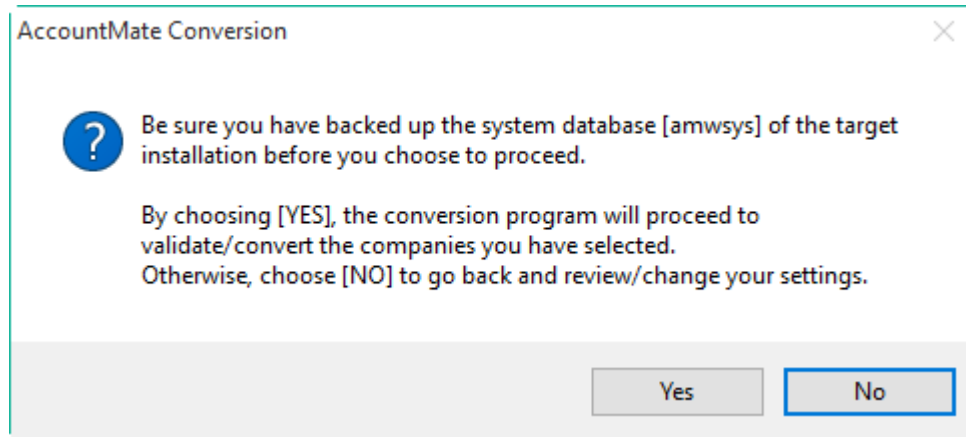 AccountMate Conversion
Be sure you have backed up the system database [amwsys] of the target
installation before you choose to proceed.
By choosing [YES], the conversion program will proceed to
validate/convert the companies you have selected.
Otherwise, choose [NO] to go back and review/change your settings.
Yes
No